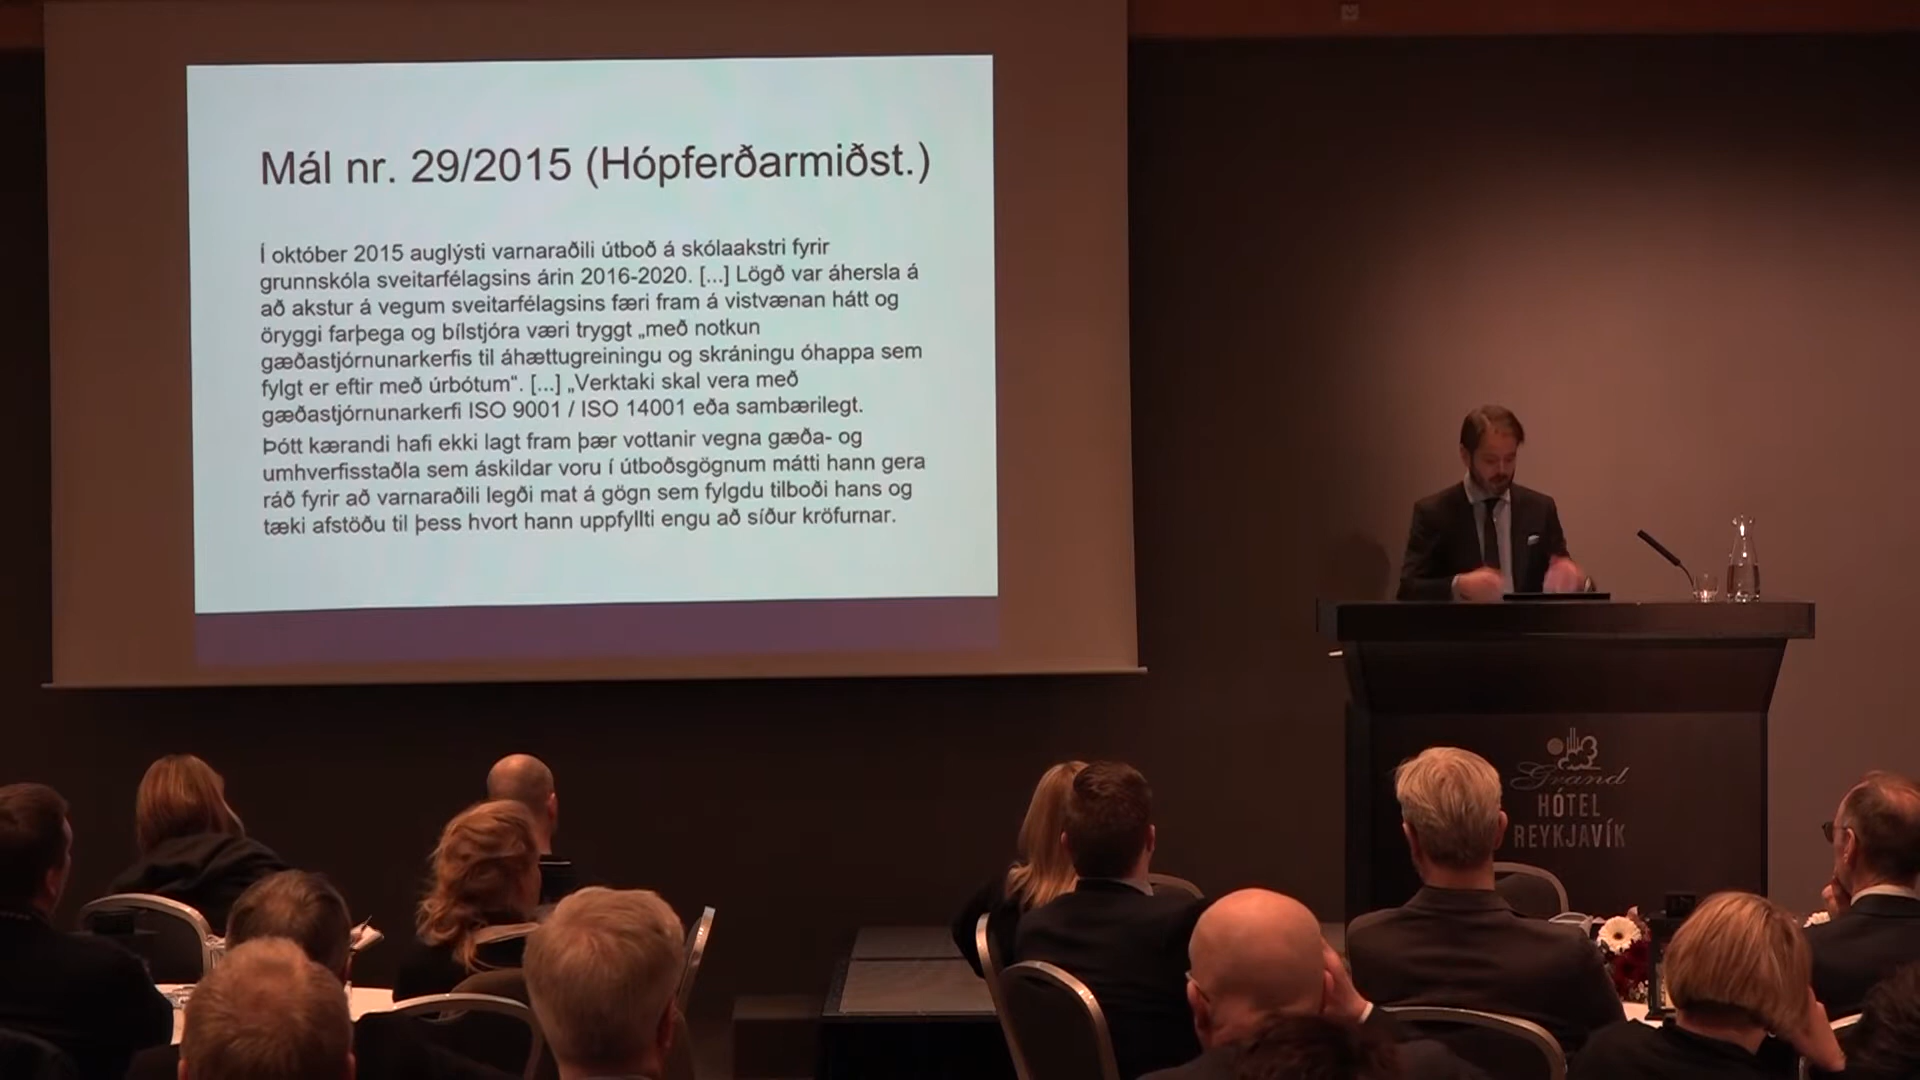 Mál nr. 29/2015 (Hópferðarmiðst.)
Í október 2015 auglýsti varnaraðili útboð á skólaakstri fyrir
grunnskóla sveitarfélagsins árin 2016-2020. [...] Lögð var áhersla á
að akstur á vegum sveitarfélagsins færi fram á vistvænan hátt og
öryggi farþega og bílstjóra væri tryggt „með notkun
gæðastjórnunarkerfis til áhættugreiningu og skráningu óhappa sem
fylgt er eftir með úrbótum“. [...] „Verktaki skal vera með
gæðastjórnunarkerfi ISO 9001 / ISO 14001 eða sambærilegt.
Þótt kærandi hafi ekki lagt fram þær vottanir vegna gæða- og
umhverfisstaðla sem áskildar voru í útboðsgögnum mátti hann gera
ráð fyrir að varnaraðili legði mat á gögn sem fylgdu tilboði hans og
tæki afstöðu til þess hvort hann uppfyllti engu að síður kröfurnar.
Grand
HÓTEL
REYKJAVÍK